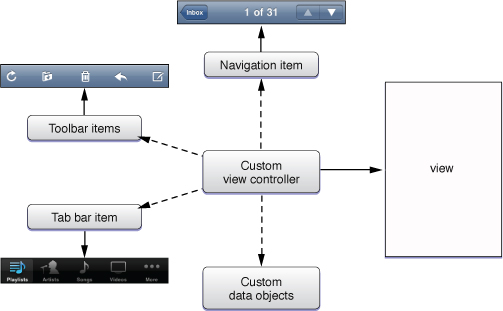 Inbox
1 of 31
Navigation item
Toolbar items
Custom
view controller
view
Tab bar item
Playlists
Artists
Songs
Videos
More
Custom
data objects